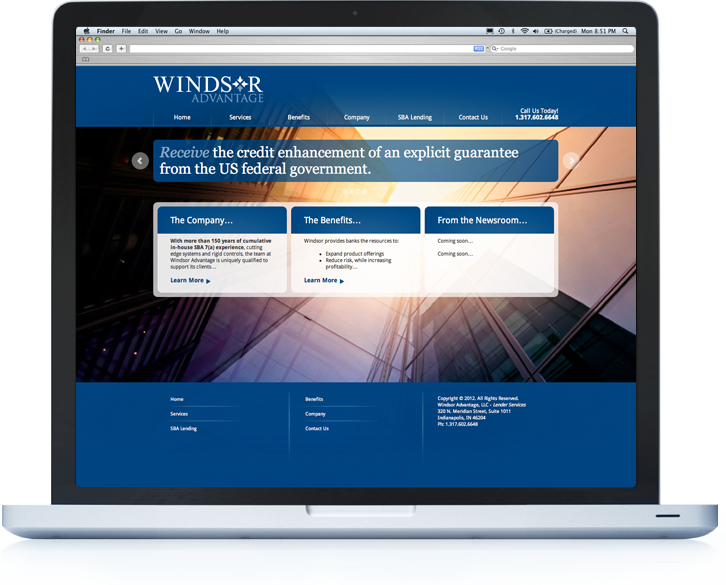 Finder File Edit View Go Window Help
(Charged) Mon 8:51 PM
Google
WINDSOR
ADVANTAGE
Call Us Today!
1.317.602.6648
Home Services Benefits Company SBA Lending Contact Us
Receive the credit enhancement of an explicit guarantee
from the US federal government.
The Company...
With more than 150 years of cumulative
in-house SBA 7(a) experience, cutting
edge systems and rigid controls, the team at
Windsor Advantage is uniquely qualified to
support its clients...
Learn More
The Benefits...
Windsor provides banks the resources to:
• Expand product offerings
• Reduce risk, while increasing
profitability...
Learn More
From the Newsroom...
Coming soon...
Coming soon...
Home
Services
SBA Lending
Benefits
Company
Contact Us
Copyright © 2012. All Rights Reserved.
Windsor Advantage, LLC - Lender Services
320 N. Meridian Street, Suite 1011
Indianapolis, IN 46204
Ph: 1.317.602.6648